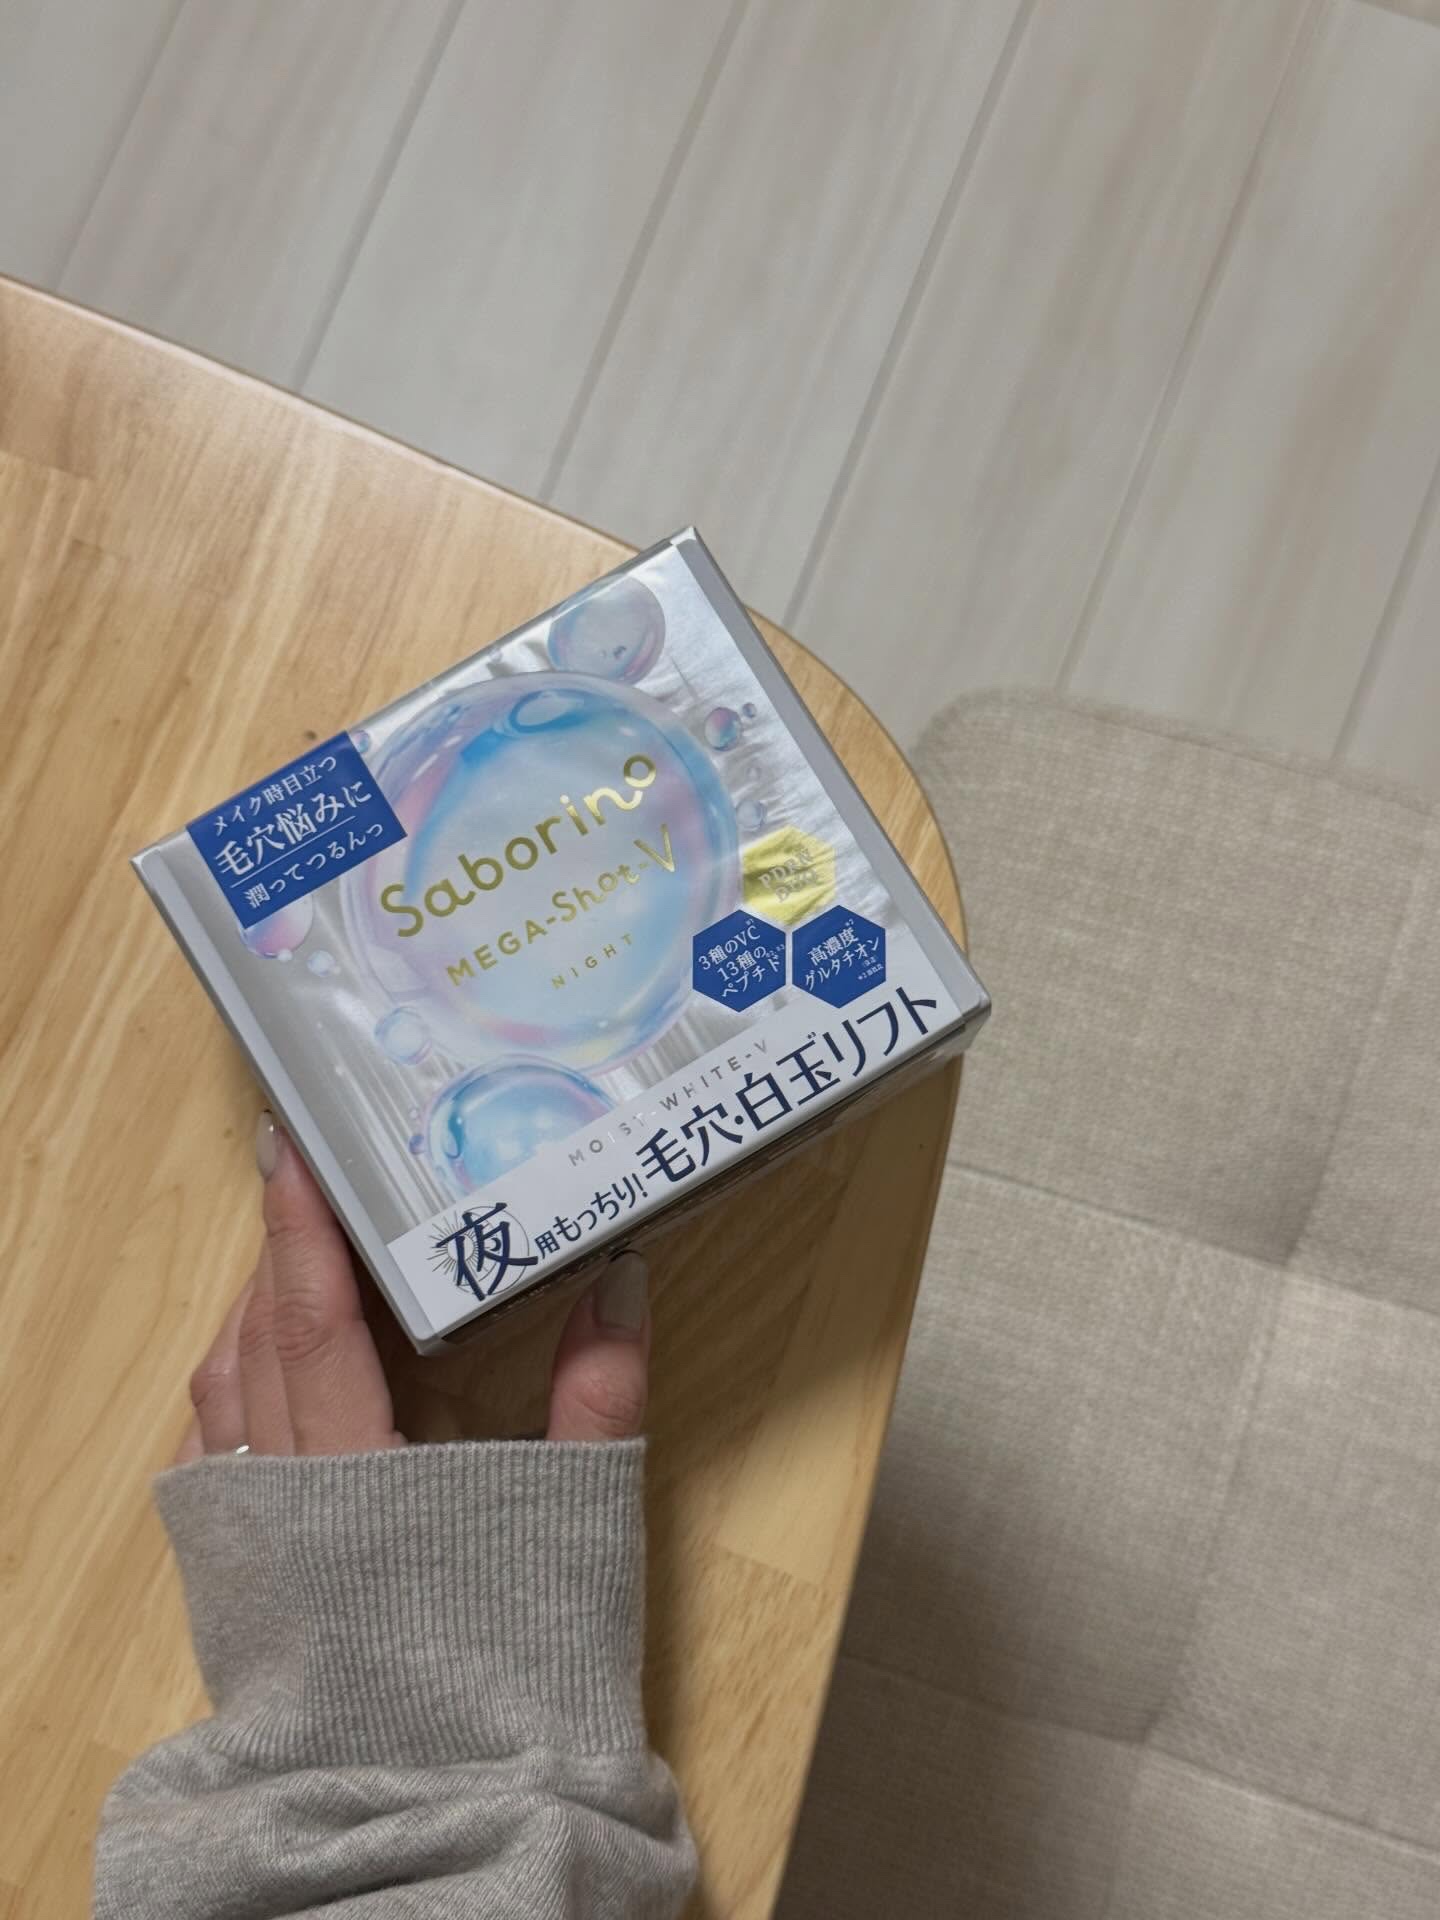 メイク時目立つ
毛穴悩みに
潤ってつるんっ
Saborino
MEGA-Shot-V
NIGHT
PDRN
DUO
3種のVC※1
13種の
ペプチド
高濃度※2
グルタチオン
MOIST-WHITE-V
夜用もっちり!毛穴・白玉リフト